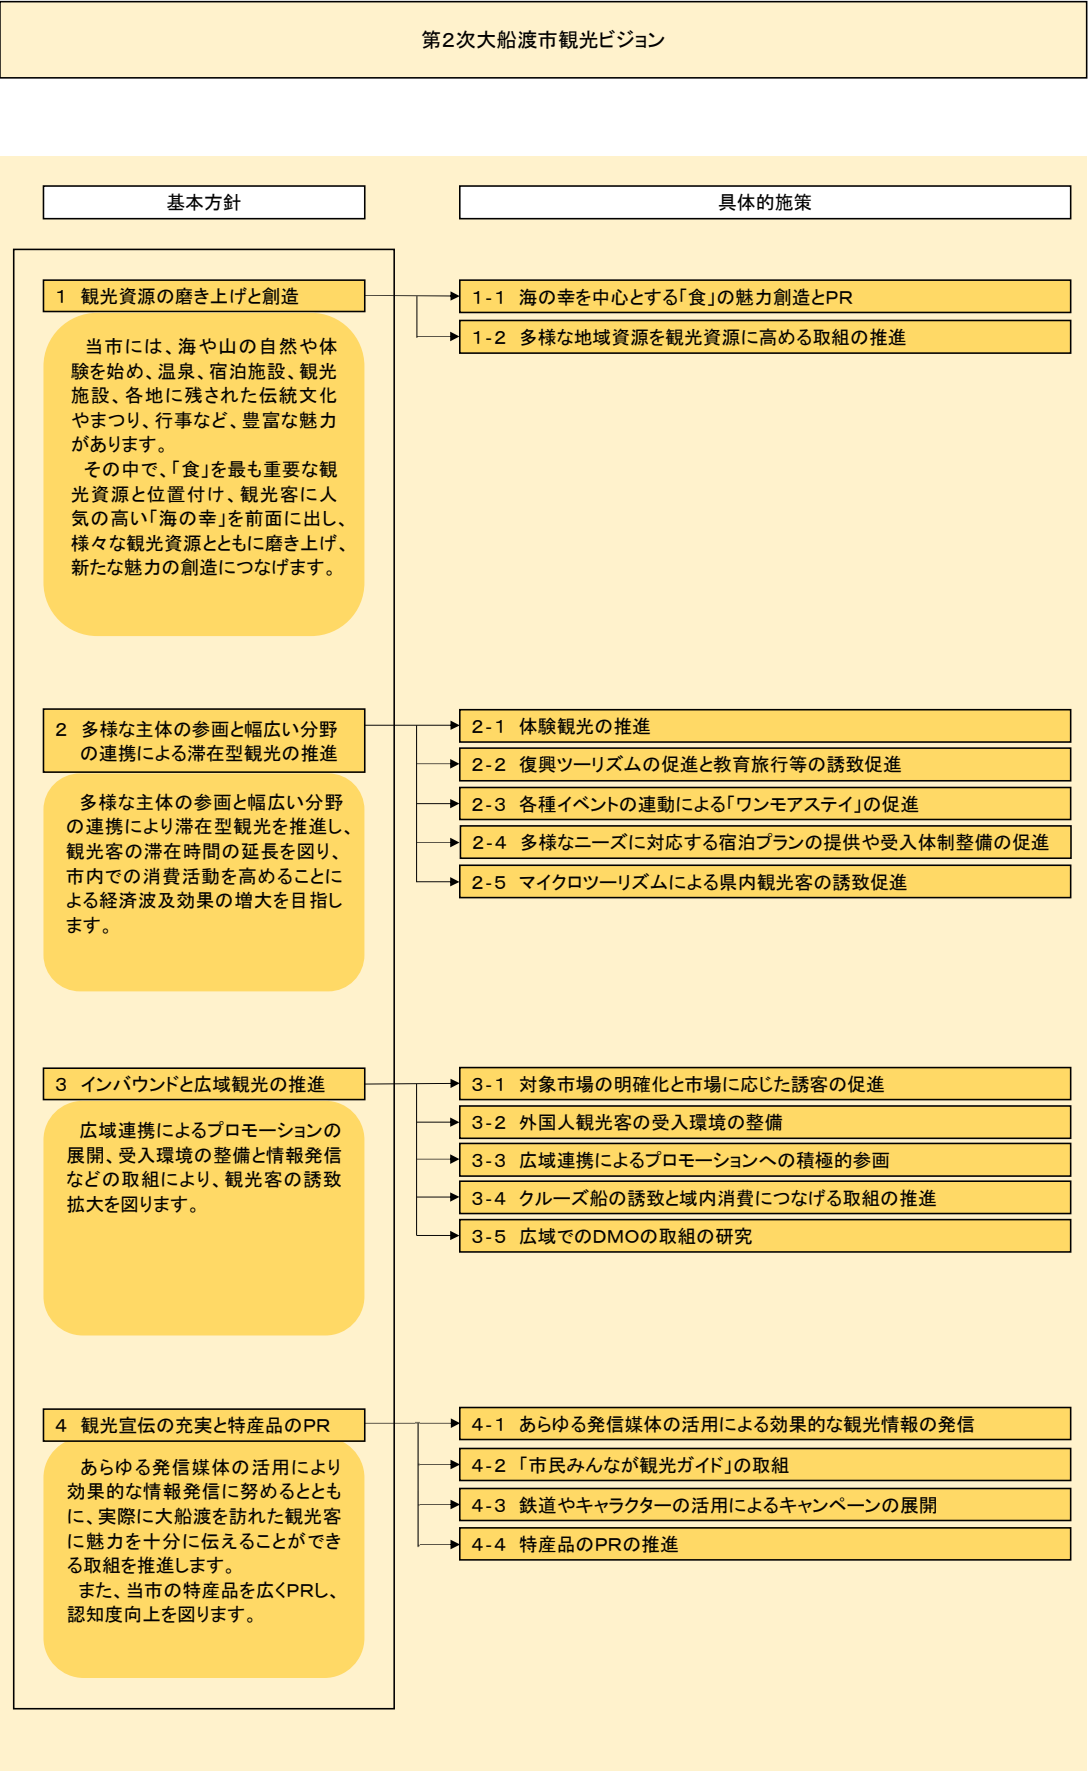 第2次大船渡市観光ビジョン
基本方針
具体的施策
1 観光資源の磨き上げと創造
当市には、海や山の自然や体
験を始め、温泉、宿泊施設、観光
施設、各地に残された伝統文化
やまつり、行事など、豊富な魅力
があります。
その中で、「食」を最も重要な観
光資源と位置付け、観光客に人
気の高い「海の幸」を前面に出し、
様々な観光資源とともに磨き上げ、
新たな魅力の創造につなげます。
1-1 海の幸を中心とする「食」の魅力創造とPR
1-2 多様な地域資源を観光資源に高める取組の推進
2 多様な主体の参画と幅広い分野
の連携による滞在型観光の推進
多様な主体の参画と幅広い分野
の連携により滞在型観光を推進し、
観光客の滞在時間の延長を図り、
市内での消費活動を高めることに
よる経済波及効果の増大を目指し
ます。
2-1 体験観光の推進
2-2 復興ツーリズムの促進と教育旅行等の誘致促進
2-3 各種イベントの連動による「ワンモアステイ」の促進
2-4 多様なニーズに対応する宿泊プランの提供や受入体制整備の促進
2-5 マイクロツーリズムによる県内観光客の誘致促進
3 インバウンドと広域観光の推進
広域連携によるプロモーションの
展開、受入環境の整備と情報発信
などの取組により、観光客の誘致
拡大を図ります。
3-1 対象市場の明確化と市場に応じた誘客の促進
3-2 外国人観光客の受入環境の整備
3-3 広域連携によるプロモーションへの積極的参画
3-4 クルーズ船の誘致と域内消費につなげる取組の推進
3-5 広域でのDMOの取組の研究
4 観光宣伝の充実と特産品のPR
あらゆる発信媒体の活用により
効果的な情報発信に努めるととも
に、実際に大船渡を訪れた観光客
に魅力を十分に伝えることができ
る取組を推進します。
また、当市の特産品を広くPRし、
認知度向上を図ります。
4-1 あらゆる発信媒体の活用による効果的な観光情報の発信
4-2 「市民みんなが観光ガイド」の取組
4-3 鉄道やキャラクターの活用によるキャンペーンの展開
4-4 特産品のPRの推進